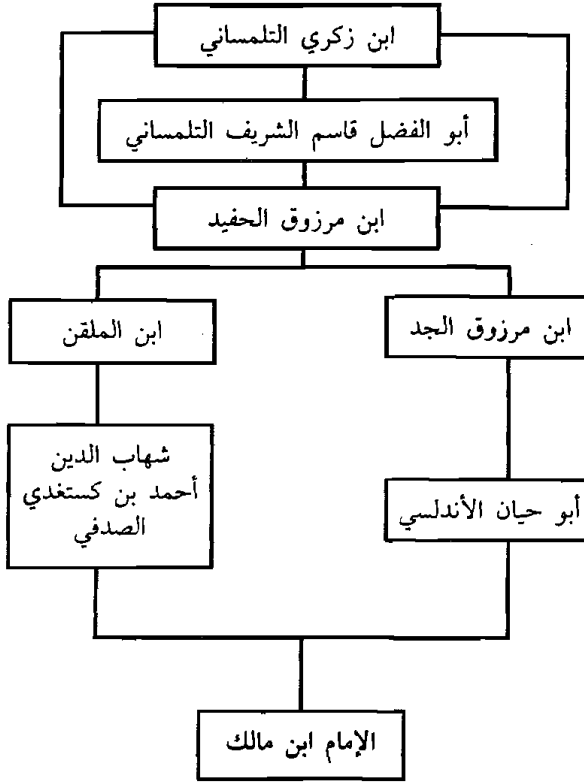 ابن زكري التلمساني
أبو الفضل قاسم الشريف التلمساني
ابن مرزوق الحفيد
ابن مرزوق الجد
ابن الملقن
شهاب الدين
أحمد بن كستغدي
الصدفي
أبو حيان الأندلسي
الإمام ابن مالك